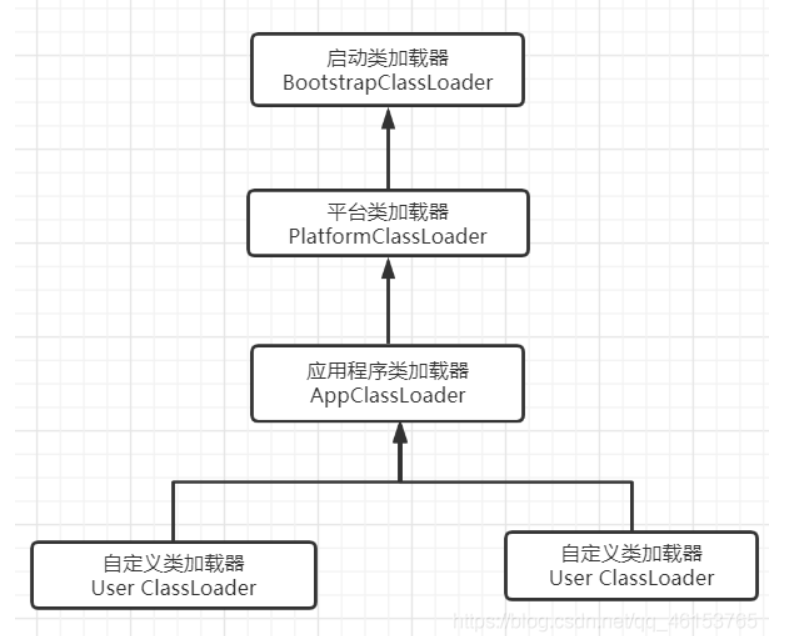 启动类加载器
BootstrapClassLoader
平台类加载器
PlatformClassLoader
应用程序类加载器
AppClassLoader
自定义类加载器
User ClassLoader
自定义类加载器
User ClassLoader
https://blog.csdn.net/qq_46153765